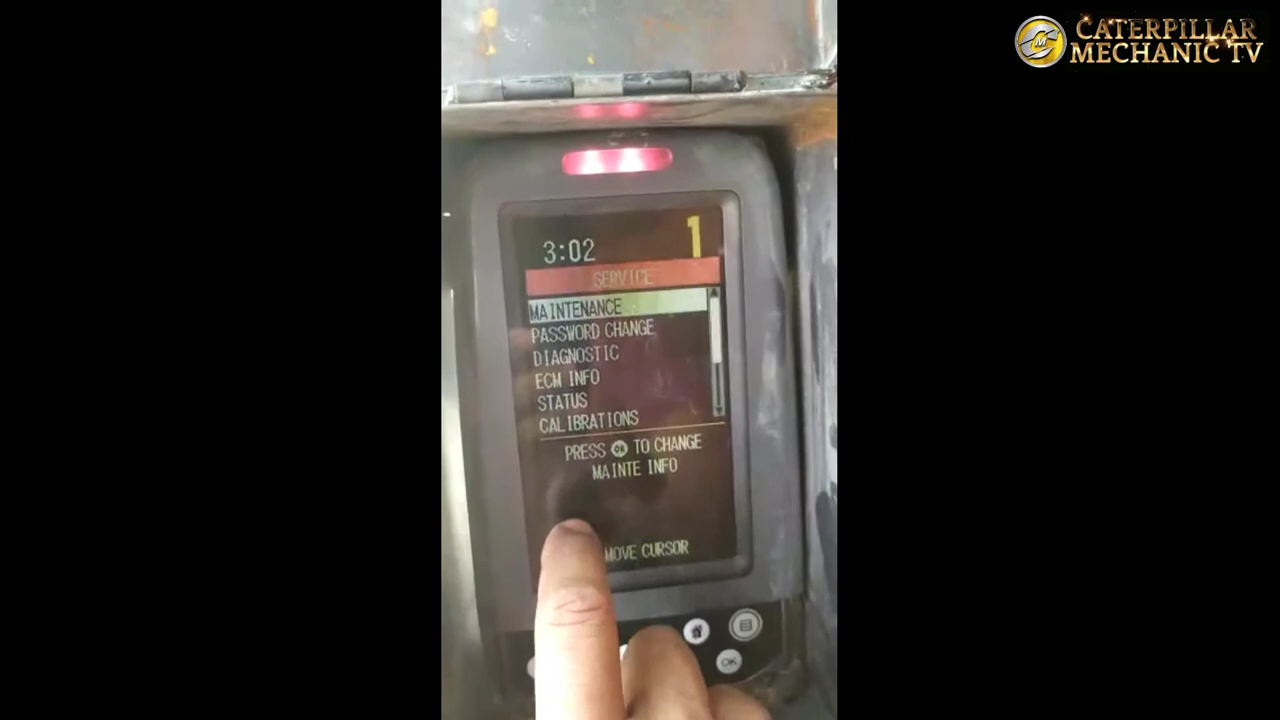 CATERPILLAR
MECHANIC TV
3:02
1
SERVICE
MAINTENANCE
PASSWORD CHANGE
DIAGNOSTIC
ECM INFO
STATUS
CALIBRATIONS
PRESS OK TO CHANGE
MAINTE INFO
MOVE CURSOR
OK